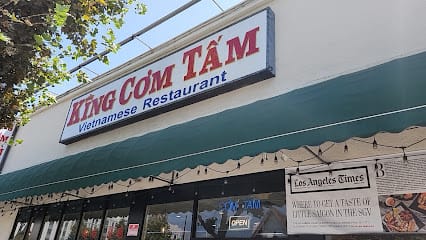 KING CƠM TẤM
Vietnamese Restaurant
TẤM
OPEN
B
Los Angeles Times
WHERE TO GET A TASTE OF
LITTLE SAIGON IN THE SGV